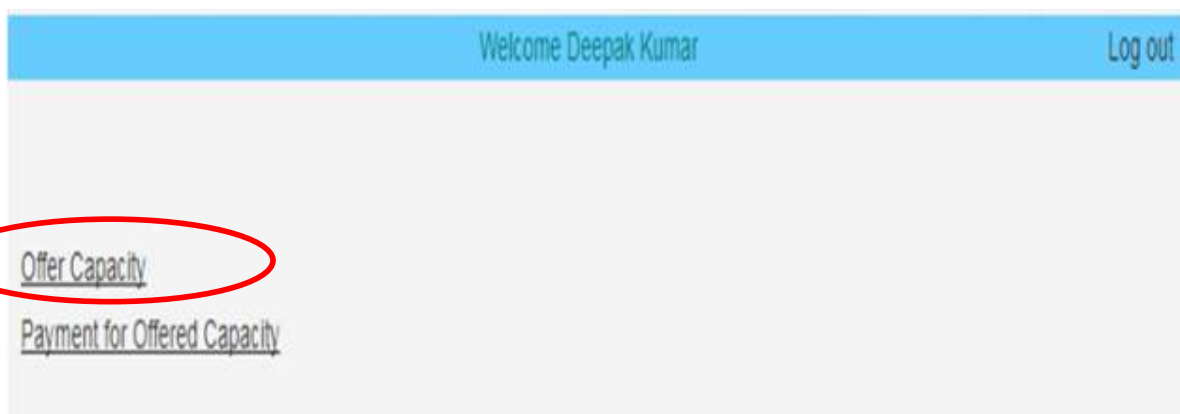 Welcome Deepak Kumar Log out
Offer Capacity
Payment for Offered Capacity